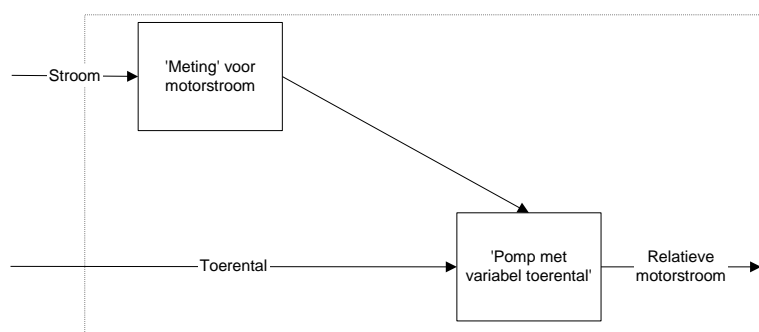 Stroom
'Meting' voor
motorstroom
Toerental
'Pomp met
variabel toerental'
Relatieve
motorstroom